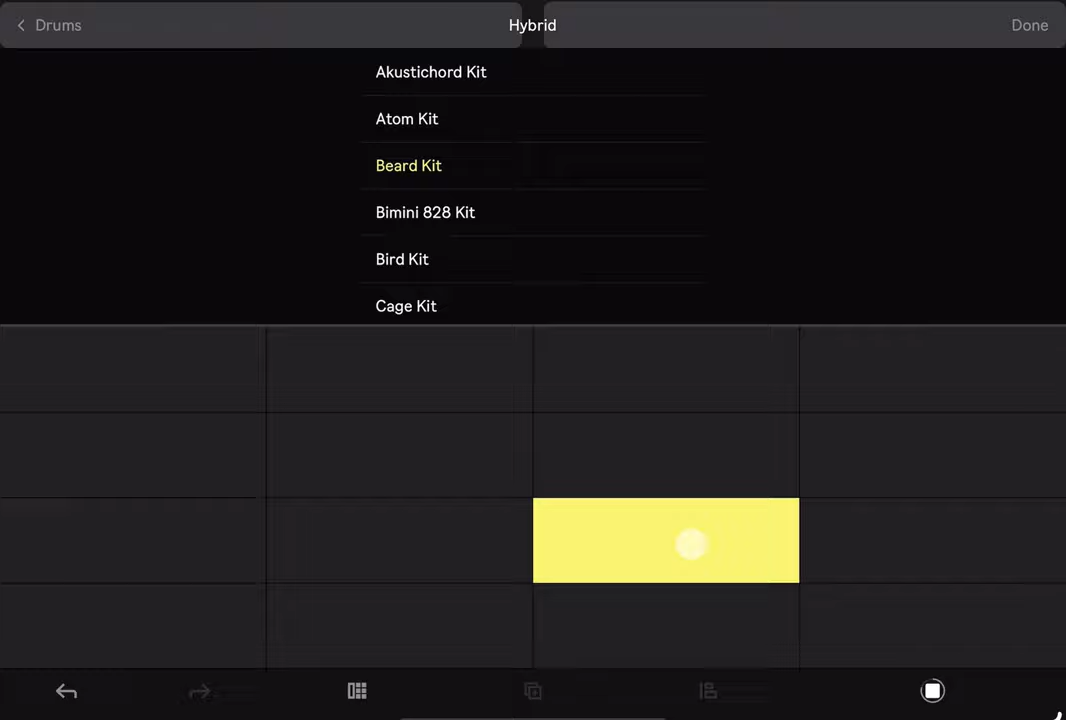 Drums
Hybrid
Done
Akustichord Kit
Atom Kit
Beard Kit
Bimini 828 Kit
Bird Kit
Cage Kit